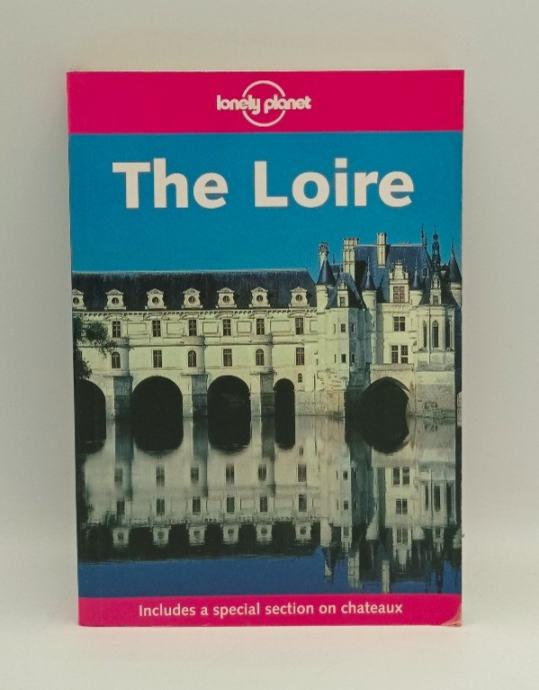 lonely planet
The Loire
Includes a special section on chateaux